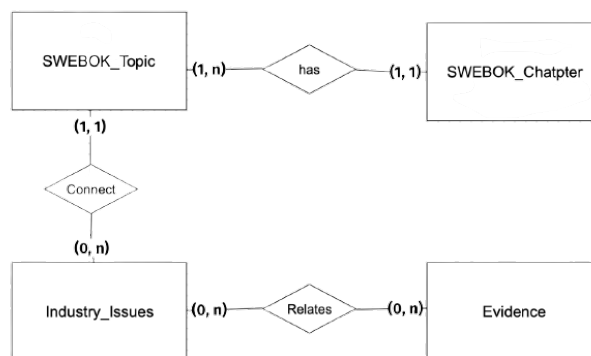 SWEBOK_Topic
(1, n)
has
(1, 1)
SWEBOK_Chatpter
(1, 1)
Connect
(0, n)
Industry_Issues
(0, n)
Relates
(0, n)
Evidence